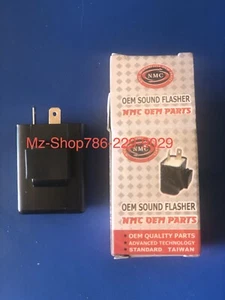 NMC
OEM SOUND FLASHER
NMC OEM PARTS
Mz-Shop786
NMC
OEM SOUND FLASHER
NMC OEM PARTS
OEM QUALITY PARTS
ADVANCED TECHNOLOGY
STANDARD TAIWAN